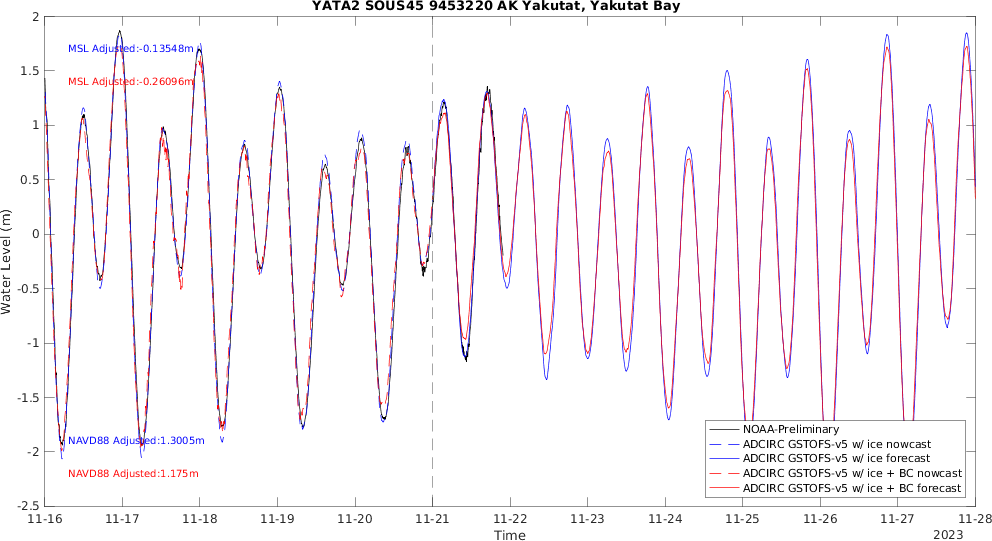 YATA2 SOUS45 9453220 AK Yakutat, Yakutat Bay
2
1.5
1
0.5
0
-0.5
-1
-1.5
-2
-2.5
Water Level (m)
MSL Adjusted:-0.13548m
MSL Adjusted:-0.26096m
NAVD88 Adjusted:1.3005m
NAVD88 Adjusted:1.175m
NOAA-Preliminary
ADCIRC GSTOFS-v5 w/ ice nowcast
ADCIRC GSTOFS-v5 w/ ice forecast
ADCIRC GSTOFS-v5 w/ ice + BC nowcast
ADCIRC GSTOFS-v5 w/ ice + BC forecast
11-16 11-17 11-18 11-19 11-20 11-21 11-22 11-23 11-24 11-25 11-26 11-27 11-28
Time
2023